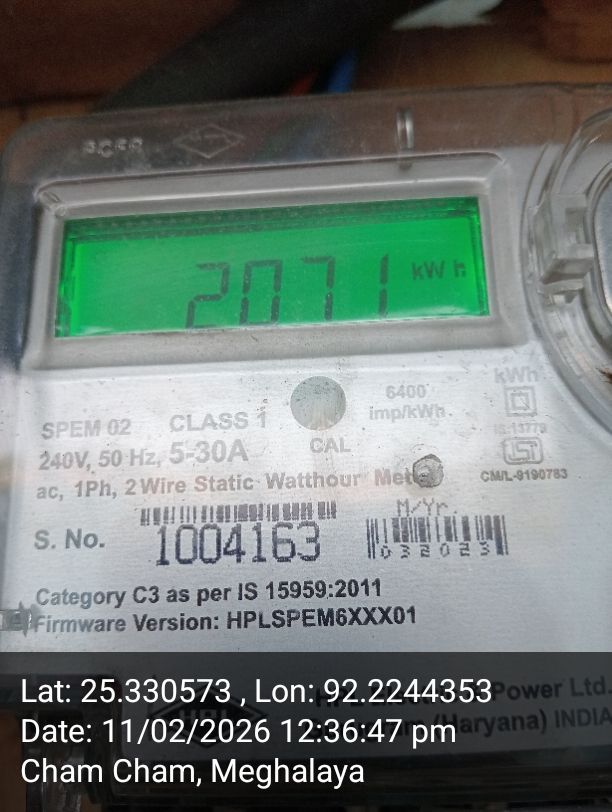 2071 kWh
6400
imp/kWh
kWh
SPEM 02 CLASS 1
CAL
240V, 50 Hz, 5-30A
CM/L-9190783
ac, 1Ph, 2 Wire Static Watthour
M/Yr.
S. No. 1004163
032023
Category C3 as per IS 15959:2011
Firmware Version: HPLSPEM6XXX01
Power Ltd.
(Haryana) INDIA
Lat: 25.330573 , Lon: 92.2244353
Date: 11/02/2026 12:36:47 pm
Cham Cham, Meghalaya